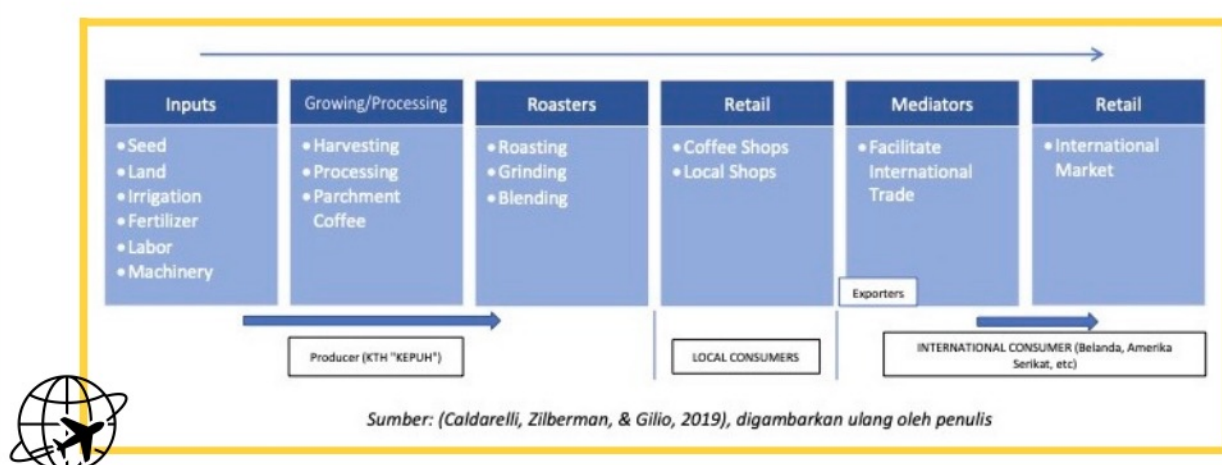 Inputs
• Seed
• Land
• Irrigation
• Fertilizer
• Labor
• Machinery
Growing/Processing
• Harvesting
• Processing
• Parchment
Coffee
Roasters
• Roasting
• Grinding
• Blending
Retail
• Coffee Shops
• Local Shops
Mediators
• Facilitate
International
Trade
Exporters
Retail
• International
Market
Producer (KTH "KEPUH")
LOCAL CONSUMERS
INTERNATIONAL CONSUMER (Belanda, Amerika
Serikat, etc)
Sumber: (Caldarelli, Zilberman, & Gilio, 2019), digambarkan ulang oleh penulis